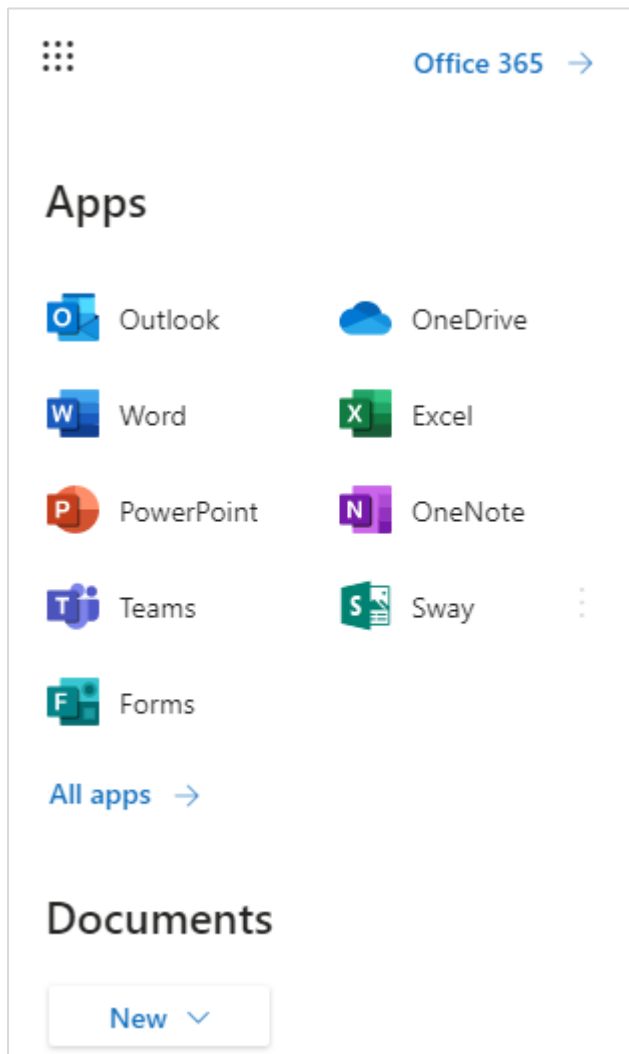 Office 365 →
Apps
Outlook OneDrive
Word Excel
PowerPoint OneNote
Teams Sway
Forms
All apps →
Documents
New